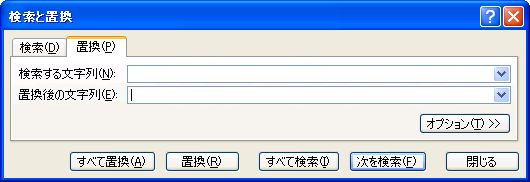 検索と置換
検索(D) 置換(P)
検索する文字列(N):
置換後の文字列(E):
オプション(T) >>
すべて置換(A) 置換(R) すべて検索(I) 次を検索(F) 閉じる